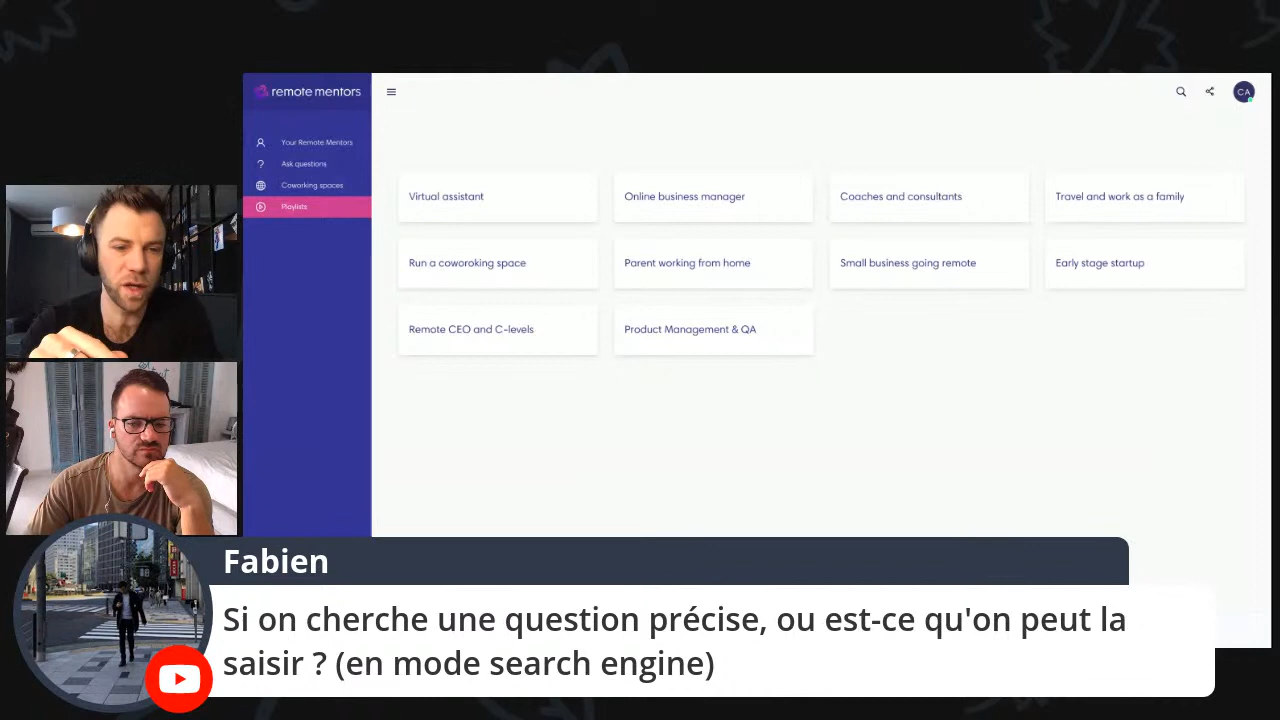 remote mentors
CA
Your Remote Mentors
Ask questions
Coworking spaces
Playlists
Virtual assistant
Online business manager
Coaches and consultants
Travel and work as a family
Run a coworoking space
Parent working from home
Small business going remote
Early stage startup
Remote CEO and C-levels
Product Management & QA
Fabien
Si on cherche une question précise, ou est-ce qu'on peut la
saisir ? (en mode search engine)